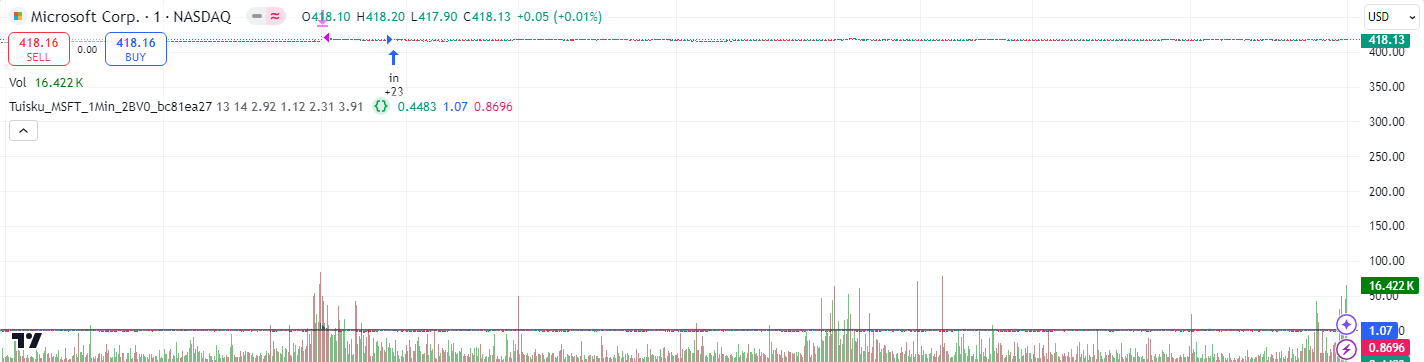 Microsoft Corp. · 1 · NASDAQ O418.10 H418.20 L417.90 C418.13 +0.05 (+0.01%)
USD
418.16 SELL
0.00
418.16 BUY
418.13
400.00
in
+23
Vol 16.422 K
350.00
Tuisku_MSFT_1Min_2BV0_bc81ea27 13 14 2.92 1.12 2.31 3.91 {} 0.4483 1.07 0.8696
300.00
250.00
200.00
150.00
100.00
16.422 K
50.00
1.07
0.8696